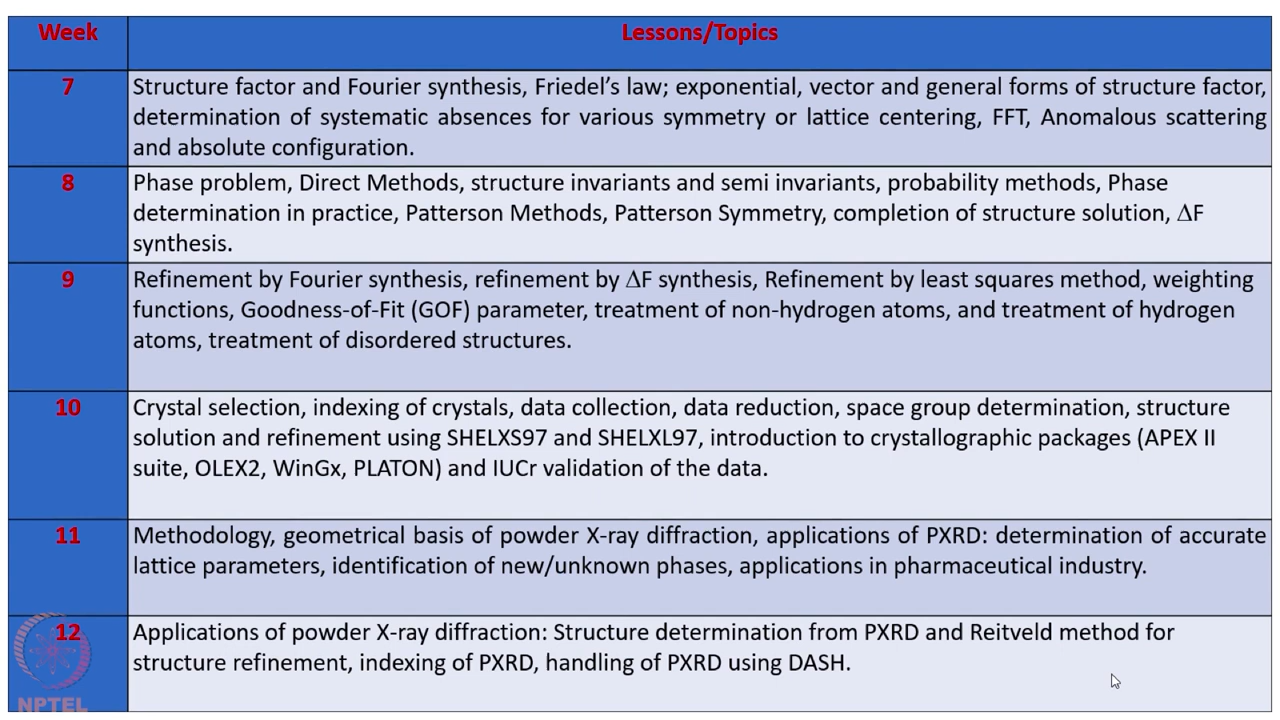 Week Lessons/Topics
7 Structure factor and Fourier synthesis, Friedel’s law; exponential, vector and general forms of structure factor,
determination of systematic absences for various symmetry or lattice centering, FFT, Anomalous scattering
and absolute configuration.
8 Phase problem, Direct Methods, structure invariants and semi invariants, probability methods, Phase
determination in practice, Patterson Methods, Patterson Symmetry, completion of structure solution, ΔF
synthesis.
9 Refinement by Fourier synthesis, refinement by ΔF synthesis, Refinement by least squares method, weighting
functions, Goodness-of-Fit (GOF) parameter, treatment of non-hydrogen atoms, and treatment of hydrogen
atoms, treatment of disordered structures.
10 Crystal selection, indexing of crystals, data collection, data reduction, space group determination, structure
solution and refinement using SHELXS97 and SHELXL97, introduction to crystallographic packages (APEX II
suite, OLEX2, WinGx, PLATON) and IUCr validation of the data.
11 Methodology, geometrical basis of powder X-ray diffraction, applications of PXRD: determination of accurate
lattice parameters, identification of new/unknown phases, applications in pharmaceutical industry.
12 Applications of powder X-ray diffraction: Structure determination from PXRD and Reitveld method for
structure refinement, indexing of PXRD, handling of PXRD using DASH.
NPTEL